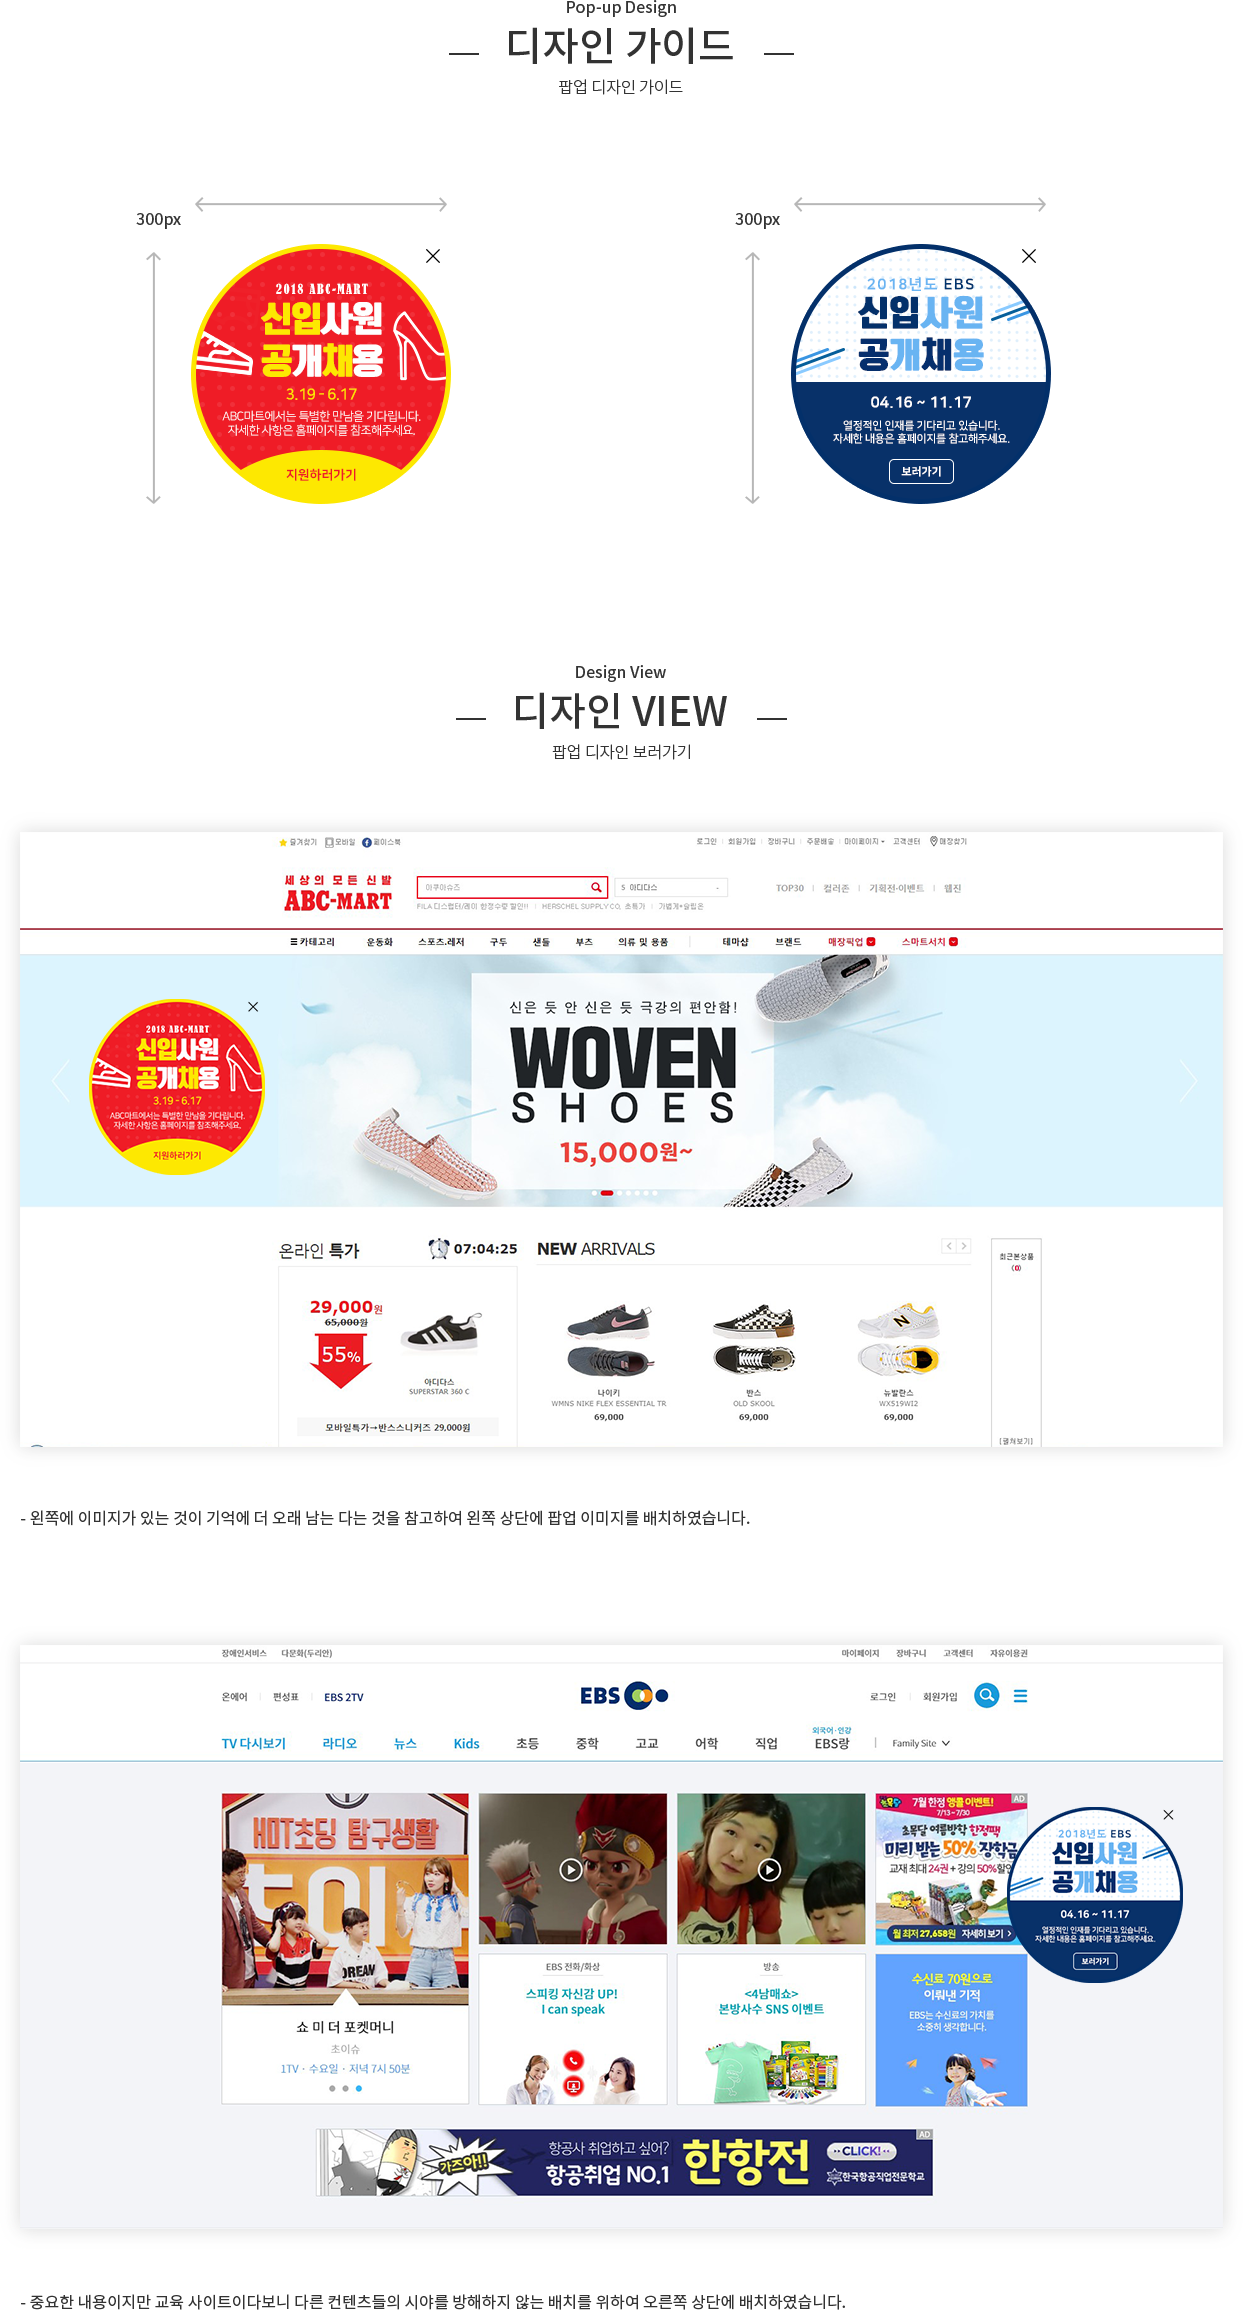 Pop-up Design
디자인 가이드
팝업 디자인 가이드
300px
2018 ABC-MART
신입사원
공개채용
3.19 - 6.17
ABC마트에서는 특별한 만남을 기다립니다.
자세한 사항은 홈페이지를 참조해주세요.
지원하러가기
300px
2018년도 EBS
신입사원
공개채용
04.16 ~ 11.17
열정적인 인재를 기다리고 있습니다.
자세한 내용은 홈페이지를 참고해주세요.
보러가기
Design View
디자인 VIEW
팝업 디자인 보러가기
즐겨찾기 모바일 페이스북
로그인 회원가입 장바구니 주문배송 마이페이지 고객센터 매장찾기
세상의 모든 신발
ABC-MART
아쿠아슈즈
5 아디다스
TOP30 컬러존 기획전·이벤트 웹진
FILA 디스럽터/레이 한정수량 할인!! HERSCHEL SUPPLY CO. 초특가 가볍게+슬립온
카테고리 운동화 스포츠.레저 구두 샌들 부츠 의류 및 용품 테마샵 브랜드 매장픽업 스마트서치
2018 ABC-MART
신입사원
공개채용
3.19 - 6.17
ABC마트에서는 특별한 만남을 기다립니다.
자세한 사항은 홈페이지를 참조해주세요.
지원하러가기
신은 듯 안 신은 듯 극강의 편안함!
WOVEN
SHOES
15,000원~
온라인 특가
07:04:25
NEW ARRIVALS
최근본상품
(0)
29,000원
65,000원
55%
아디다스
SUPERSTAR 360 C
모바일특가→반스스니커즈 29,000원
나이키
WMNS NIKE FLEX ESSENTIAL TR
69,000
반스
OLD SKOOL
69,000
뉴발란스
WX519WI2
69,000
[펼쳐보기]
- 왼쪽에 이미지가 있는 것이 기억에 더 오래 남는 다는 것을 참고하여 왼쪽 상단에 팝업 이미지를 배치하였습니다.
장애인서비스 다문화(두리안)
마이페이지 장바구니 고객센터 자유이용권
온에어 편성표 EBS 2TV
EBS
로그인 회원가입
TV 다시보기 라디오 뉴스 Kids 초등 중학 고교 어학 직업
외국어·인강
EBS랑
Family Site
HOT초딩 탐구생활
쇼 미 더 포켓머니
초이슈
1TV · 수요일 · 저녁 7시 50분
AD
7월 한정 앵콜 이벤트!
7/13~7/30
초목달 여름방학 한정팩
미리 받는 50% 장학금
교재 최대 24권 + 강의 50%할인
월 최저 27,658원 자세히 보기
2018년도 EBS
신입사원
공개채용
04.16 ~ 11.17
열정적인 인재를 기다리고 있습니다.
자세한 내용은 홈페이지를 참고해주세요.
보러가기
EBS 전화/화상
스피킹 자신감 UP!
I can speak
방송
<4남매쇼>
본방사수 SNS 이벤트
수신료 70원으로
이뤄낸 기적
EBS는 수신료의 가치를
소중히 생각합니다.
AD
가즈아!!
항공사 취업하고 싶어?
항공취업 NO.1
한항전
CLICK!
한국항공직업전문학교
- 중요한 내용이지만 교육 사이트이다보니 다른 컨텐츠들의 시야를 방해하지 않는 배치를 위하여 오른쪽 상단에 배치하였습니다.